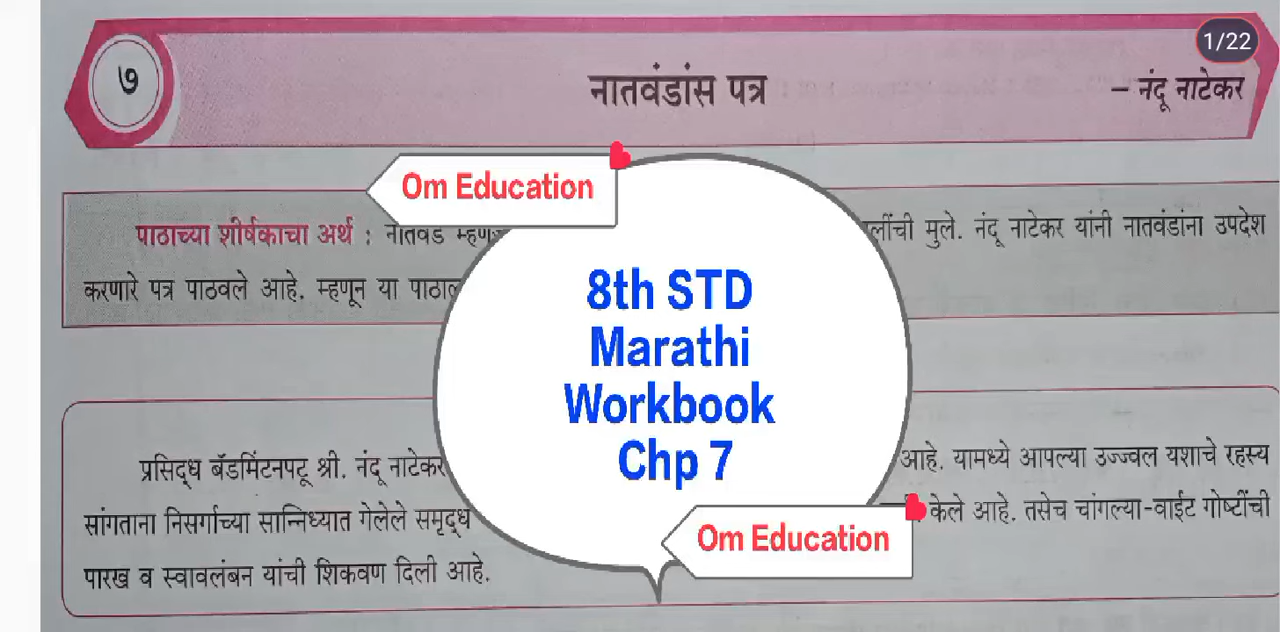 1/22
७
नातवंडांस पत्र
– नंदू नाटेकर
Om Education
पाठाच्या शीर्षकाचा अर्थ : नातवंडं
लींची मुले. नंदू नाटेकर यांनी नातवंडांना उपदेश
करणारे पत्र पाठवले आहे. म्हणून या
8th STD
Marathi
Workbook
Chp 7
प्रसिद्ध बॅडमिंटनपटू श्री. नंदू नाटेकर
आहे. यामध्ये आपल्या उज्ज्वल यशाचे रहस्य
सांगताना निसर्गाच्या सान्निध्यात गेलेले समृद्ध
केले आहे. तसेच चांगल्या-वाईट गोष्टींची
Om Education
पारख व स्वावलंबन यांची शिकवण दिली आहे.